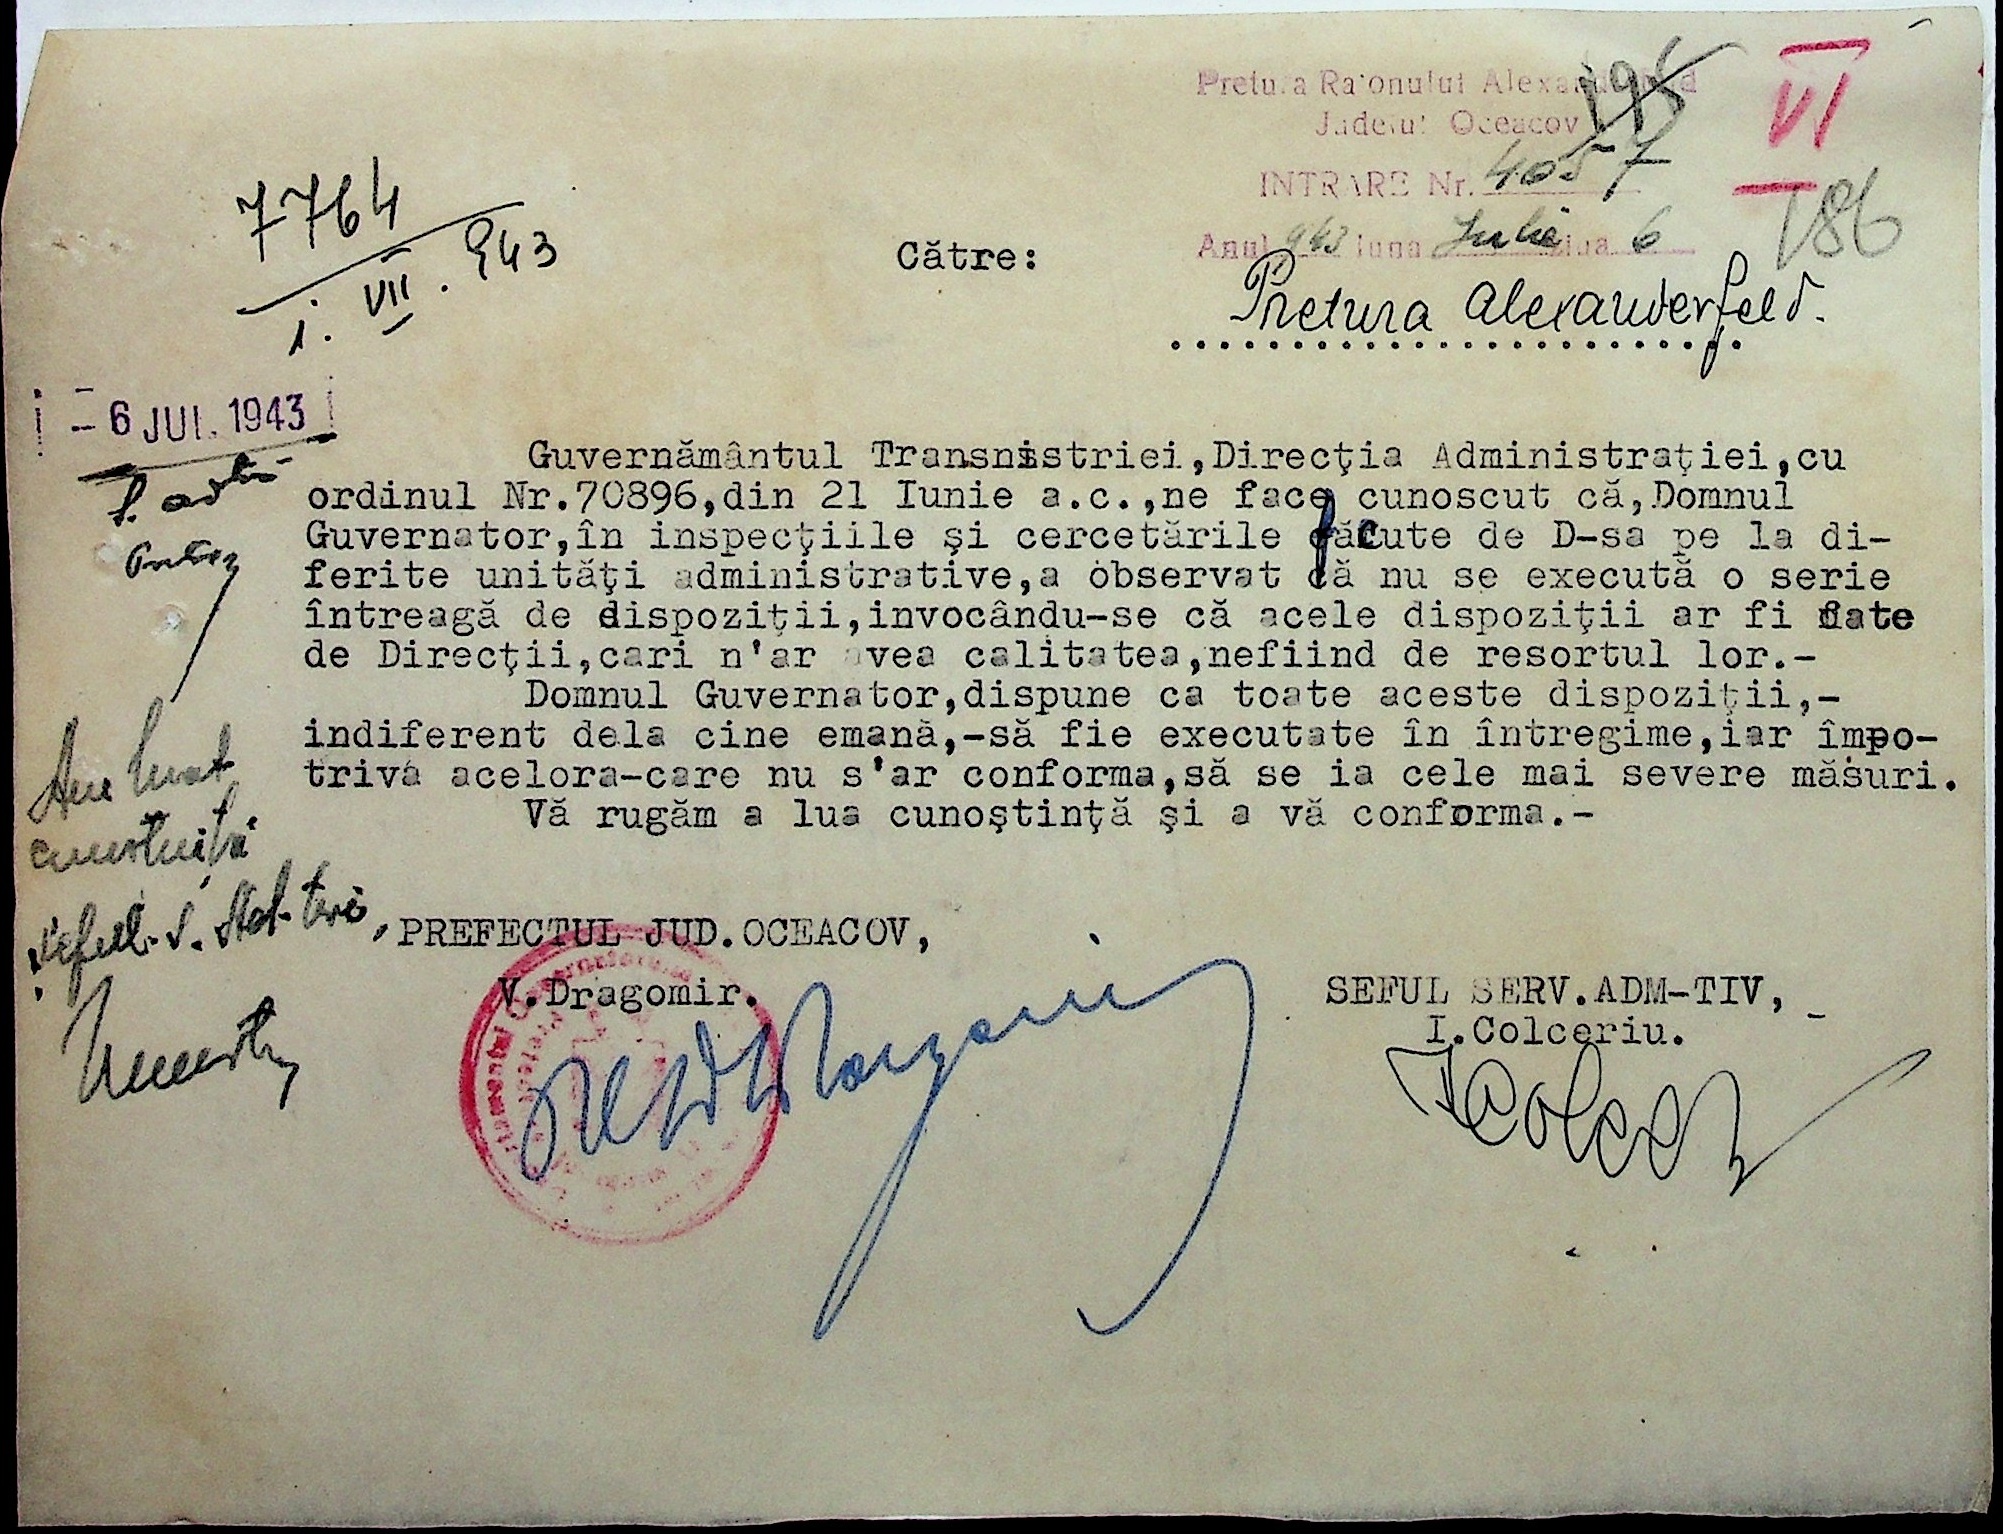 Pretura Raionului Alexanderfeld
Județul Oceacov
INTRARE Nr. 4057
Anul 943 luna Iulie ziua 6
195
VI
186
7764
1. VII. 943
Către:
Pretura Alexanderfeld.
- 6 JUL. 1943
Guvernământul Transnistriei,Direcţia Administraţiei,cu
ordinul Nr.70896,din 21 Iunie a.c.,ne face cunoscut că,Domnul
Guvernator,în inspecţiile şi cercetările făcute de D-sa pe la di-
ferite unităţi administrative,a observat că nu se execută o serie
întreagă de dispoziţii,invocându-se că acele dispoziţii ar fi date
de Direcţii,cari n'ar avea calitatea,nefiind de resortul lor.-
Domnul Guvernator,dispune ca toate aceste dispoziţii,-
indiferent dela cine emană,-să fie executate în întregime,iar împo-
triva acelora-care nu s'ar conforma,să se ia cele mai severe măsuri.
Vă rugăm a lua cunoştinţă şi a vă conforma.-
Am luat
cunoștință
PREFECTUL JUD.OCEACOV,
V.Dragomir.
SEFUL SERV.ADM-TIV,
I.Colceriu.